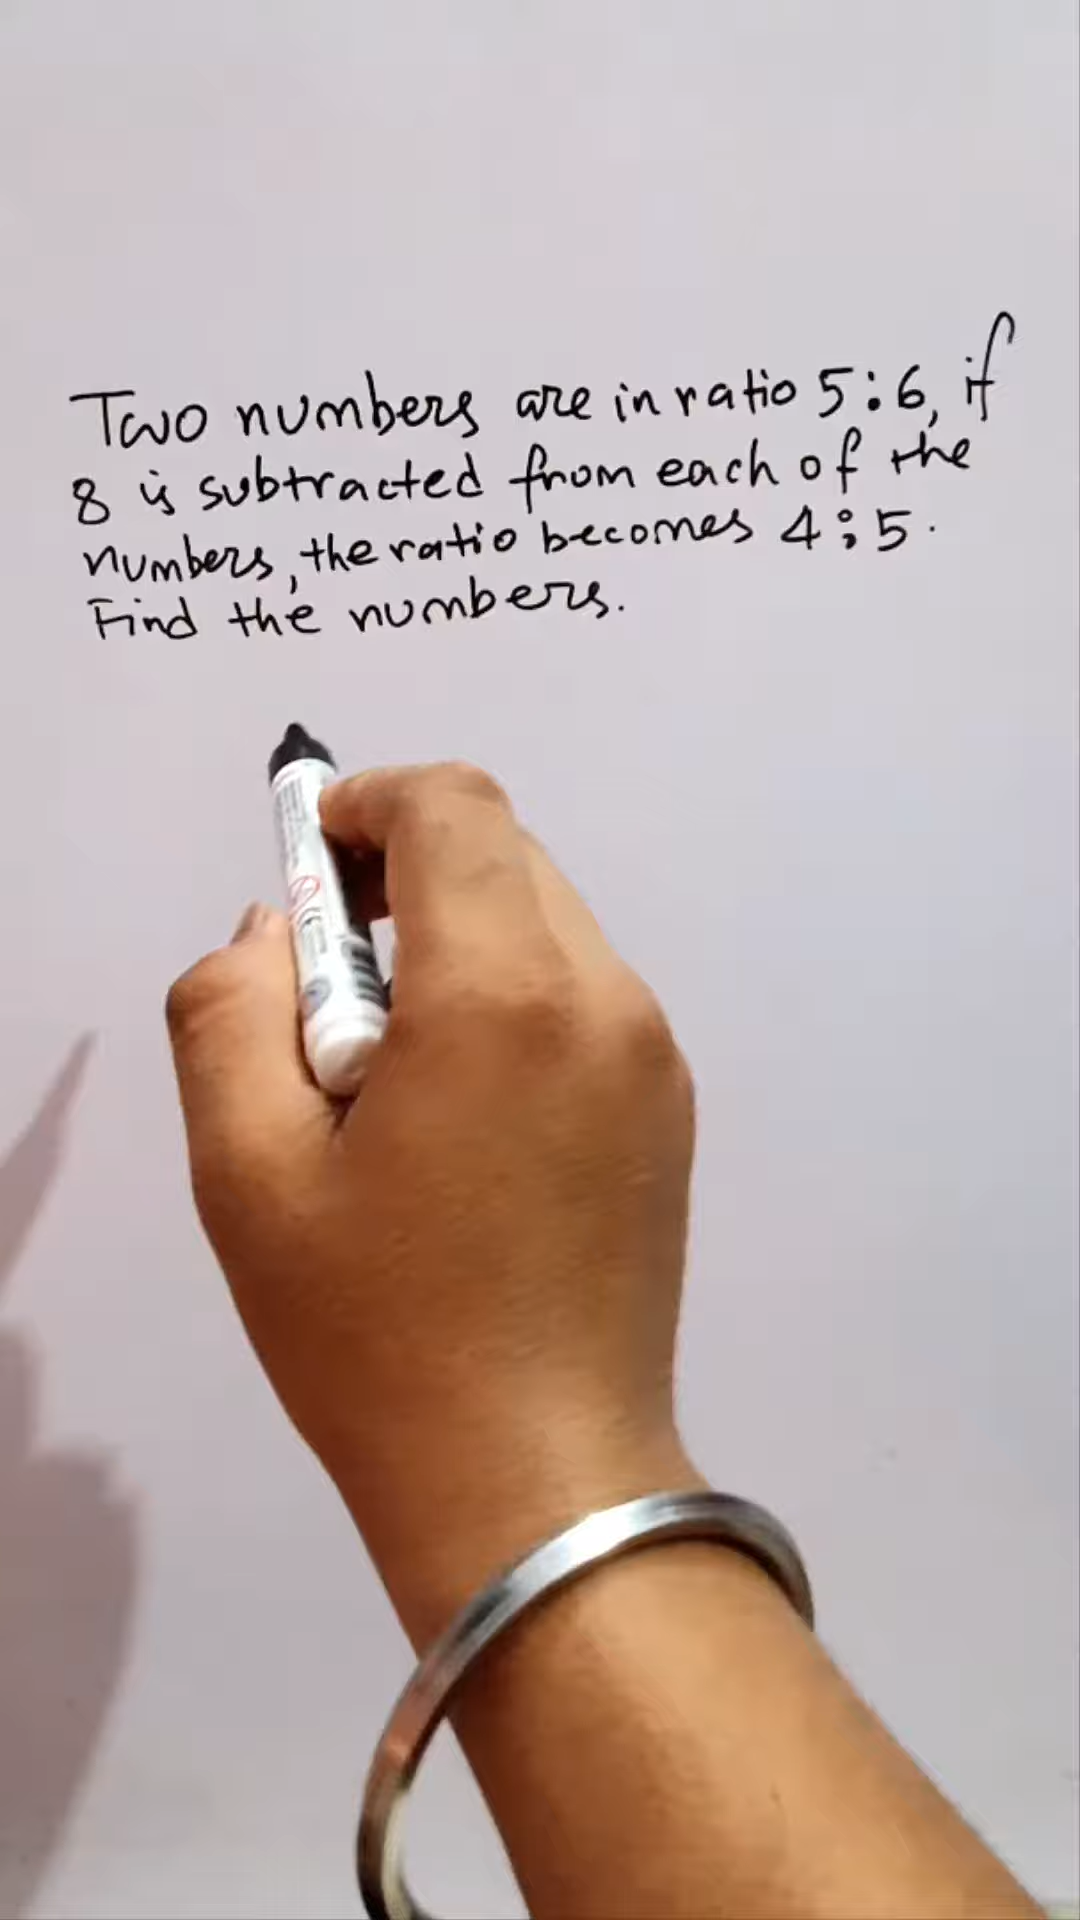 Two numbers are in ratio 5:6, if
8 is subtracted from each of the
numbers, the ratio becomes 4:5.
Find the numbers.